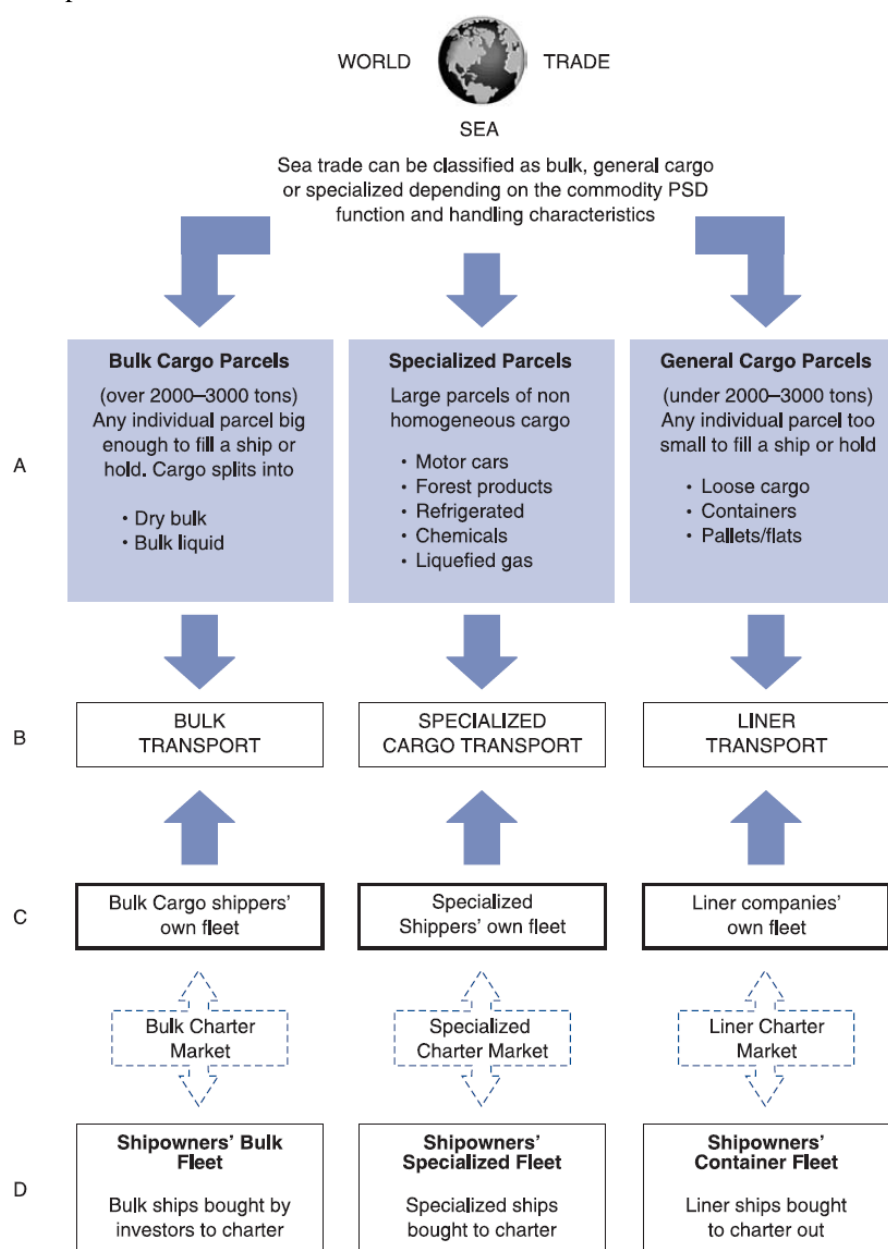 WORLD TRADE
SEA
Sea trade can be classified as bulk, general cargo
or specialized depending on the commodity PSD
function and handling characteristics
A
Bulk Cargo Parcels
(over 2000–3000 tons)
Any individual parcel big
enough to fill a ship or
hold. Cargo splits into
• Dry bulk
• Bulk liquid
Specialized Parcels
Large parcels of non
homogeneous cargo
• Motor cars
• Forest products
• Refrigerated
• Chemicals
• Liquefied gas
General Cargo Parcels
(under 2000–3000 tons)
Any individual parcel too
small to fill a ship or hold
• Loose cargo
• Containers
• Pallets/flats
B
BULK
TRANSPORT
SPECIALIZED
CARGO TRANSPORT
LINER
TRANSPORT
C
Bulk Cargo shippers'
own fleet
Specialized
Shippers' own fleet
Liner companies'
own fleet
Bulk Charter
Market
Specialized
Charter Market
Liner Charter
Market
D
Shipowners' Bulk
Fleet
Bulk ships bought by
investors to charter
Shipowners'
Specialized Fleet
Specialized ships
bought to charter
Shipowners'
Container Fleet
Liner ships bought
to charter out